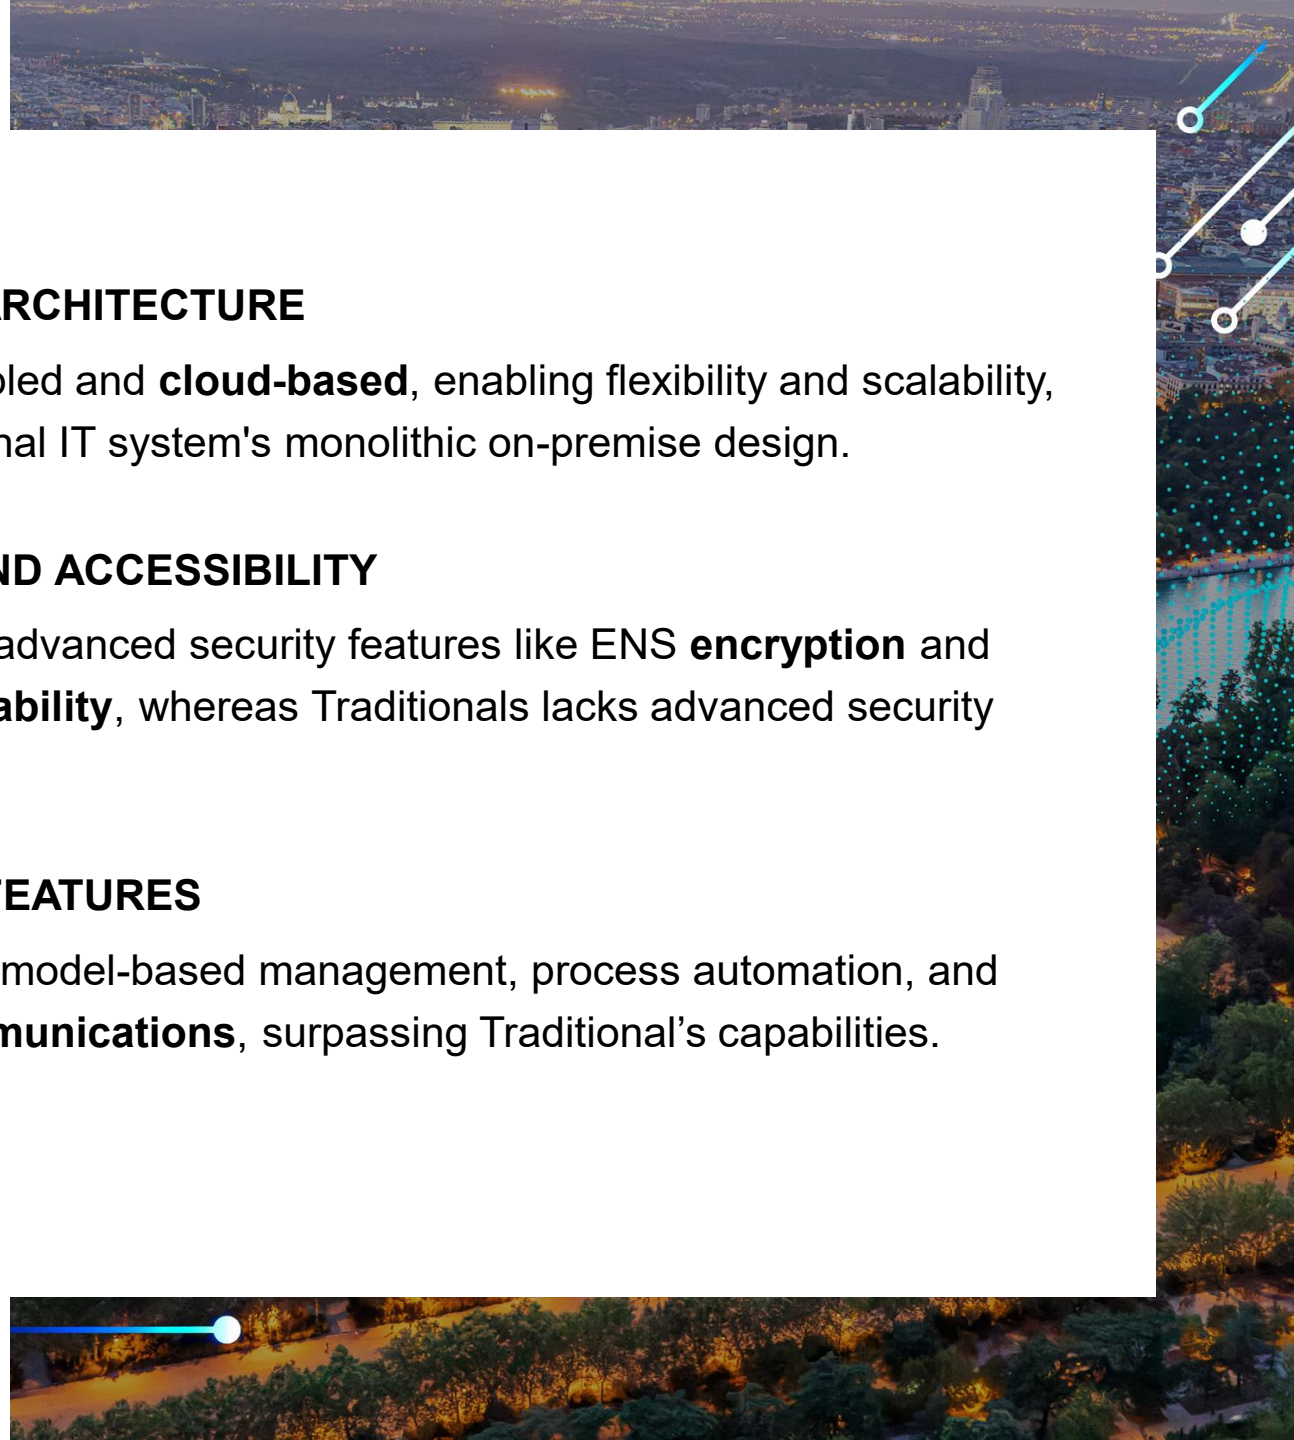 RCHITECTURE
led and cloud-based, enabling flexibility and scalability,
nal IT system's monolithic on-premise design.
ND ACCESSIBILITY
advanced security features like ENS encryption and
ability, whereas Traditionals lacks advanced security
FEATURES
model-based management, process automation, and
munications, surpassing Traditional’s capabilities.